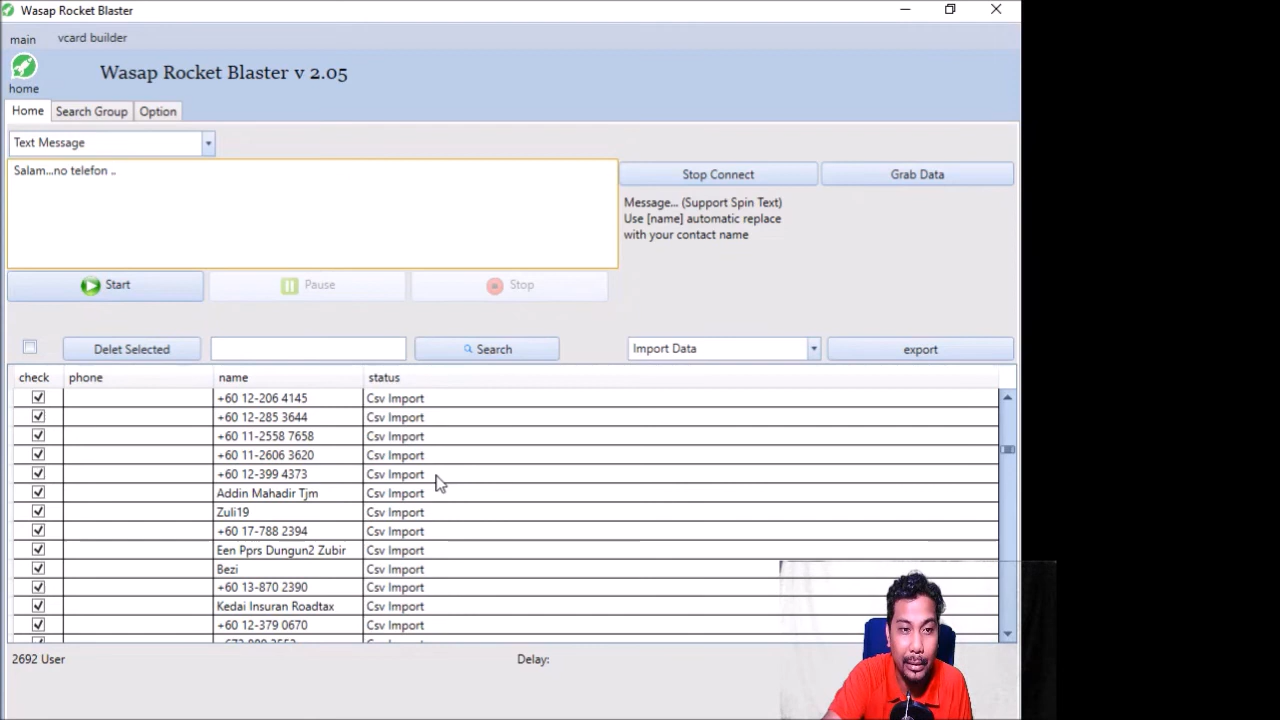 Wasap Rocket Blaster
main vcard builder
Wasap Rocket Blaster v 2.05
home
Home Search Group Option
Text Message
Salam...no telefon ..
Stop Connect Grab Data
Message... (Support Spin Text)
Use [name] automatic replace
with your contact name
Start Pause Stop
Delet Selected Search Import Data export
check phone name status
+60 12-206 4145 Csv Import
+60 12-285 3644 Csv Import
+60 11-2558 7658 Csv Import
+60 11-2606 3620 Csv Import
+60 12-399 4373 Csv Import
Addin Mahadir Tjm Csv Import
Zuli19 Csv Import
+60 17-788 2394 Csv Import
Een Pprs Dungun2 Zubir Csv Import
Bezi Csv Import
+60 13-870 2390 Csv Import
Kedai Insuran Roadtax Csv Import
+60 12-379 0670 Csv Import
2692 User Delay: